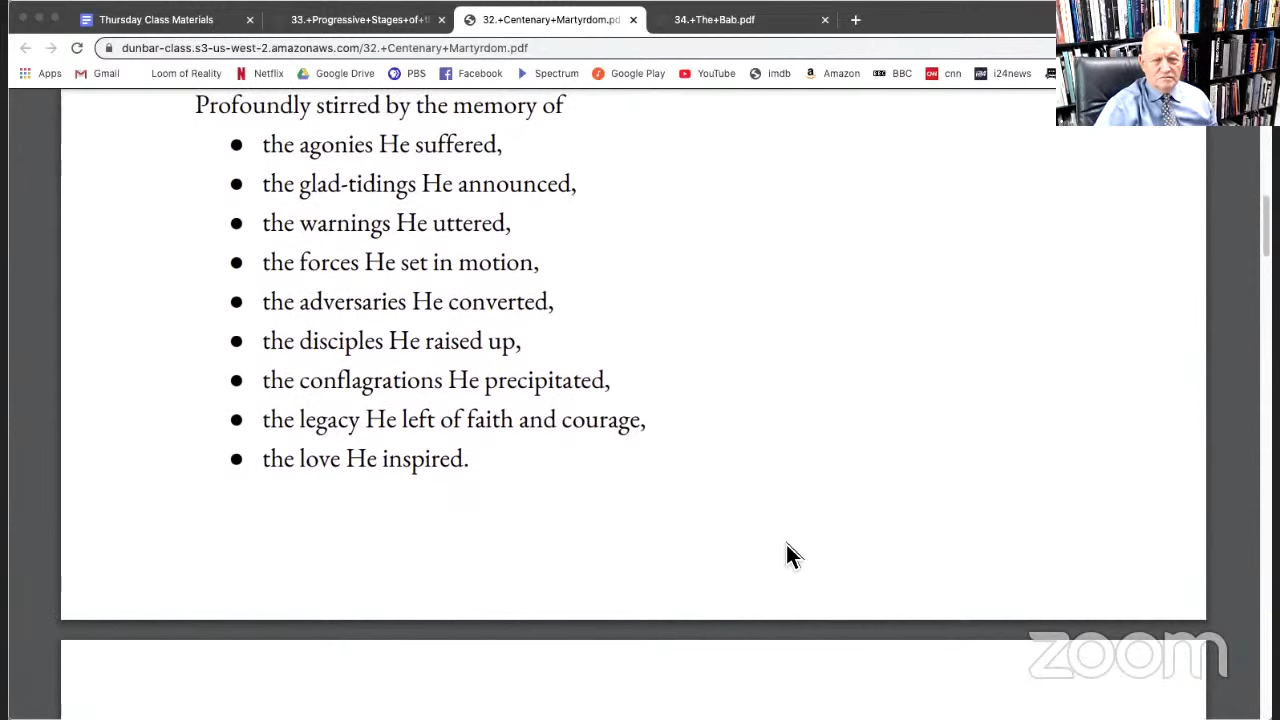 Thursday Class Materials
33.+Progressive+Stages+of+t
32.+Centenary+Martyrdom.pd
34.+The+Bab.pdf
dunbar-class.s3-us-west-2.amazonaws.com/32.+Centenary+Martyrdom.pdf
Apps Gmail Loom of Reality Netflix Google Drive PBS Facebook Spectrum Google Play YouTube imdb Amazon BBC cnn i24news
Profoundly stirred by the memory of
● the agonies He suffered,
● the glad-tidings He announced,
● the warnings He uttered,
● the forces He set in motion,
● the adversaries He converted,
● the disciples He raised up,
● the conflagrations He precipitated,
● the legacy He left of faith and courage,
● the love He inspired.
zoom